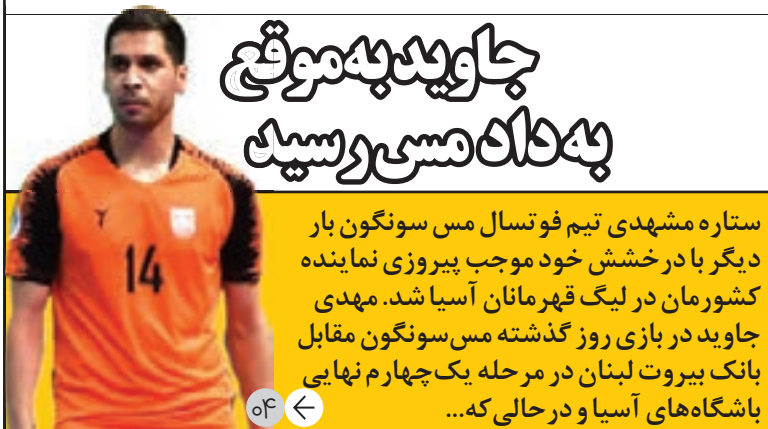 جاوید به‌موقع
به داد مس رسید
ستاره مشهدی تیم فوتسال مس سونگون بار
دیگر با درخشش خود موجب پیروزی نماینده
کشورمان در لیگ قهرمانان آسیا شد. مهدی
جاوید در بازی روز گذشته مس‌سونگون مقابل
بانک بیروت لبنان در مرحله یک‌چهارم نهایی
باشگاه‌های آسیا و در حالی که...
۰۴
14